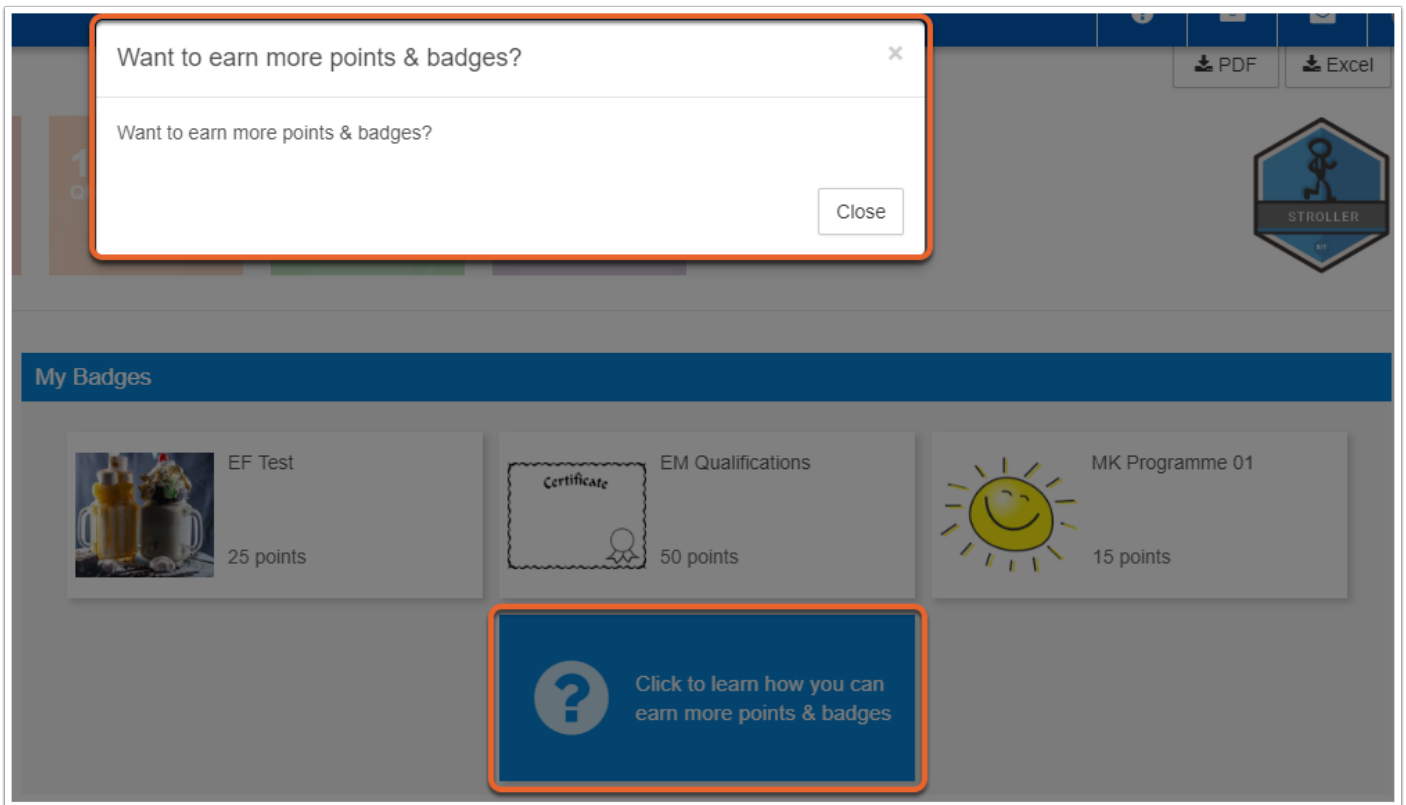 Want to earn more points & badges?
×
PDF
Excel
Want to earn more points & badges?
Close
1
STROLLER
My Badges
EF Test
25 points
Certificate
EM Qualifications
50 points
MK Programme 01
15 points
?
Click to learn how you can
earn more points & badges